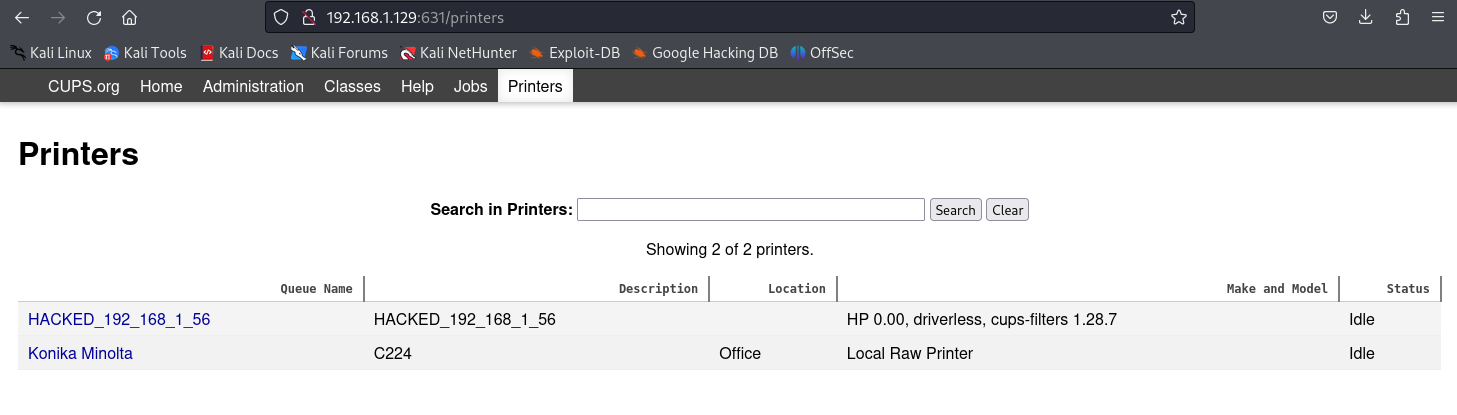 192.168.1.129:631/printers
Kali Linux Kali Tools Kali Docs Kali Forums Kali NetHunter Exploit-DB Google Hacking DB OffSec
CUPS.org Home Administration Classes Help Jobs Printers
Printers
Search in Printers: Search Clear
Showing 2 of 2 printers.
Queue Name Description Location Make and Model Status
HACKED_192_168_1_56 HACKED_192_168_1_56 HP 0.00, driverless, cups-filters 1.28.7 Idle
Konika Minolta C224 Office Local Raw Printer Idle